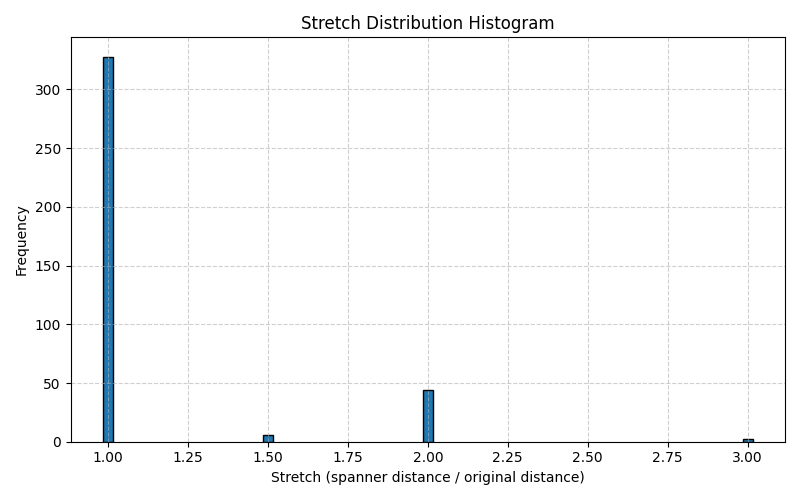 Stretch Distribution Histogram
Frequency
300
250
200
150
100
50
0
1.00 1.25 1.50 1.75 2.00 2.25 2.50 2.75 3.00
Stretch (spanner distance / original distance)